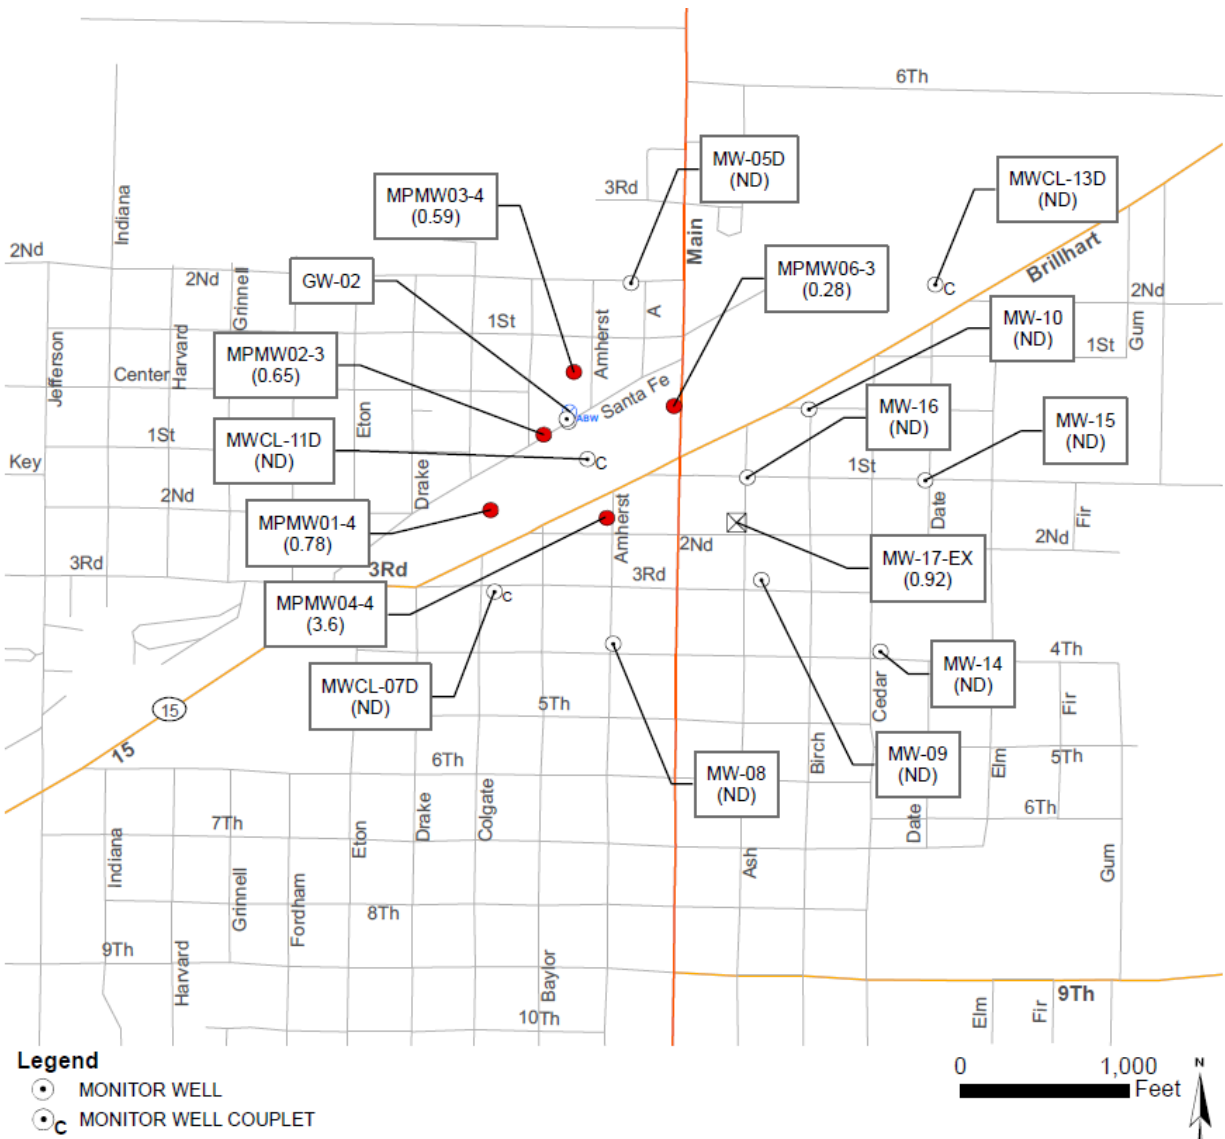 6Th
MW-05D
(ND)
MWCL-13D
(ND)
MPMW03-4
(0.59)
3Rd
Indiana
Main
Brillhart
2Nd
GW-02
MPMW06-3
(0.28)
2Nd
Grinnell
2Nd
MW-10
(ND)
1St
Amherst
A
Gum
1St
MPMW02-3
(0.65)
Jefferson
Center
Harvard
Santa Fe
ABW
MW-16
(ND)
MW-15
(ND)
Eton
MWCL-11D
(ND)
1St
C
C
Key
1St
Drake
2Nd
MPMW01-4
(0.78)
Amherst
Date
Fir
2Nd
2Nd
3Rd
3Rd
3Rd
MW-17-EX
(0.92)
MPMW04-4
(3.6)
C
4Th
MW-14
(ND)
MWCL-07D
(ND)
Cedar
Fir
15
5Th
15
6Th
Birch
MW-09
(ND)
Elm
5Th
MW-08
(ND)
6Th
7Th
Drake
Colgate
Date
Indiana
Eton
Ash
Gum
Grinnell
Fordham
8Th
9Th
Harvard
Baylor
9Th
10Th
Elm
Fir
Legend
MONITOR WELL
C MONITOR WELL COUPLET
0 1,000
Feet
N